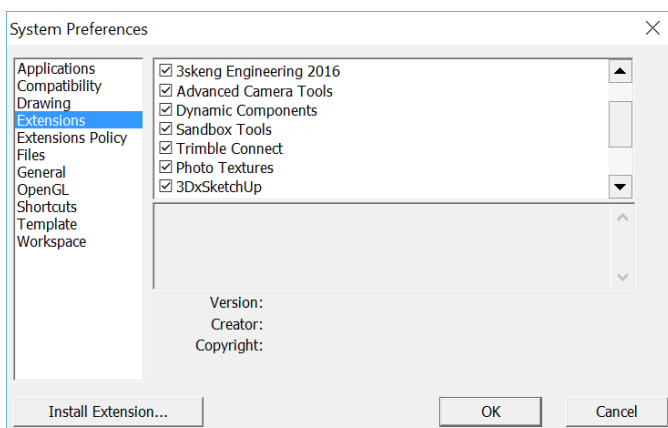 System Preferences
Applications
Compatibility
Drawing
Extensions
Extensions Policy
Files
General
OpenGL
Shortcuts
Template
Workspace
3skeng Engineering 2016
Advanced Camera Tools
Dynamic Components
Sandbox Tools
Trimble Connect
Photo Textures
3DxSketchUp
Version:
Creator:
Copyright:
Install Extension...
OK
Cancel